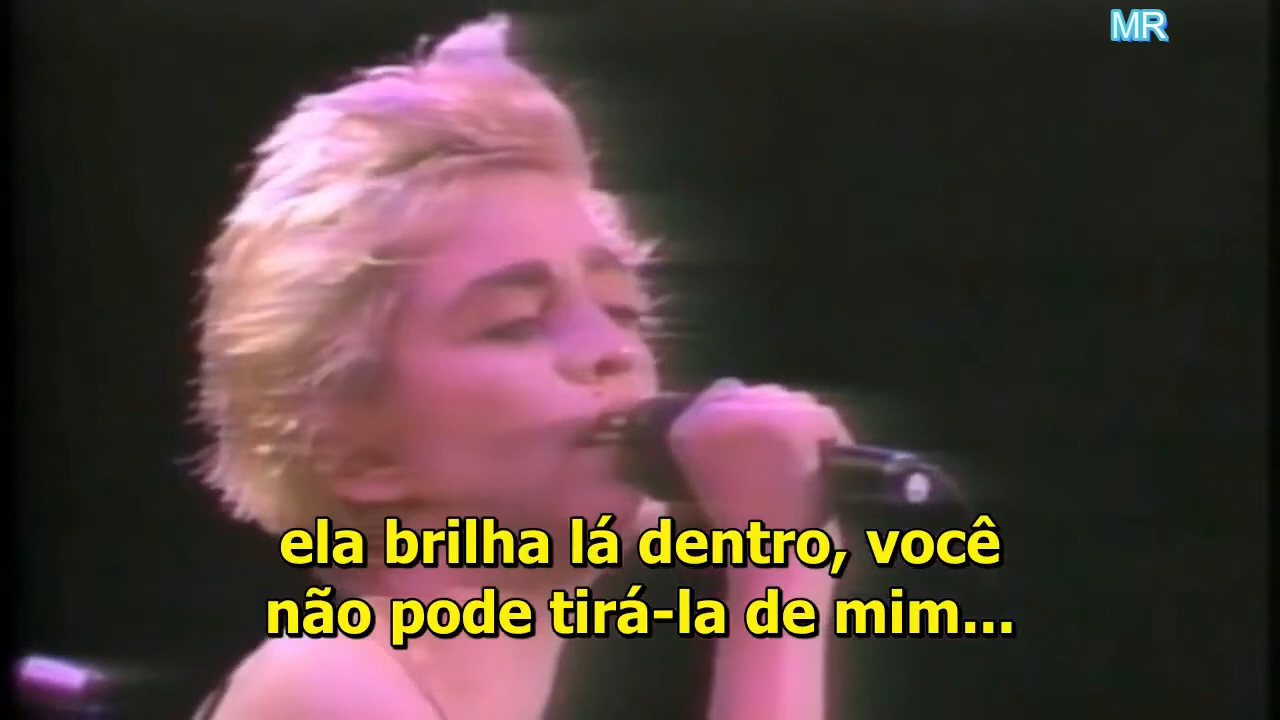 MR
ela brilha lá dentro, você
não pode tirá-la de mim...